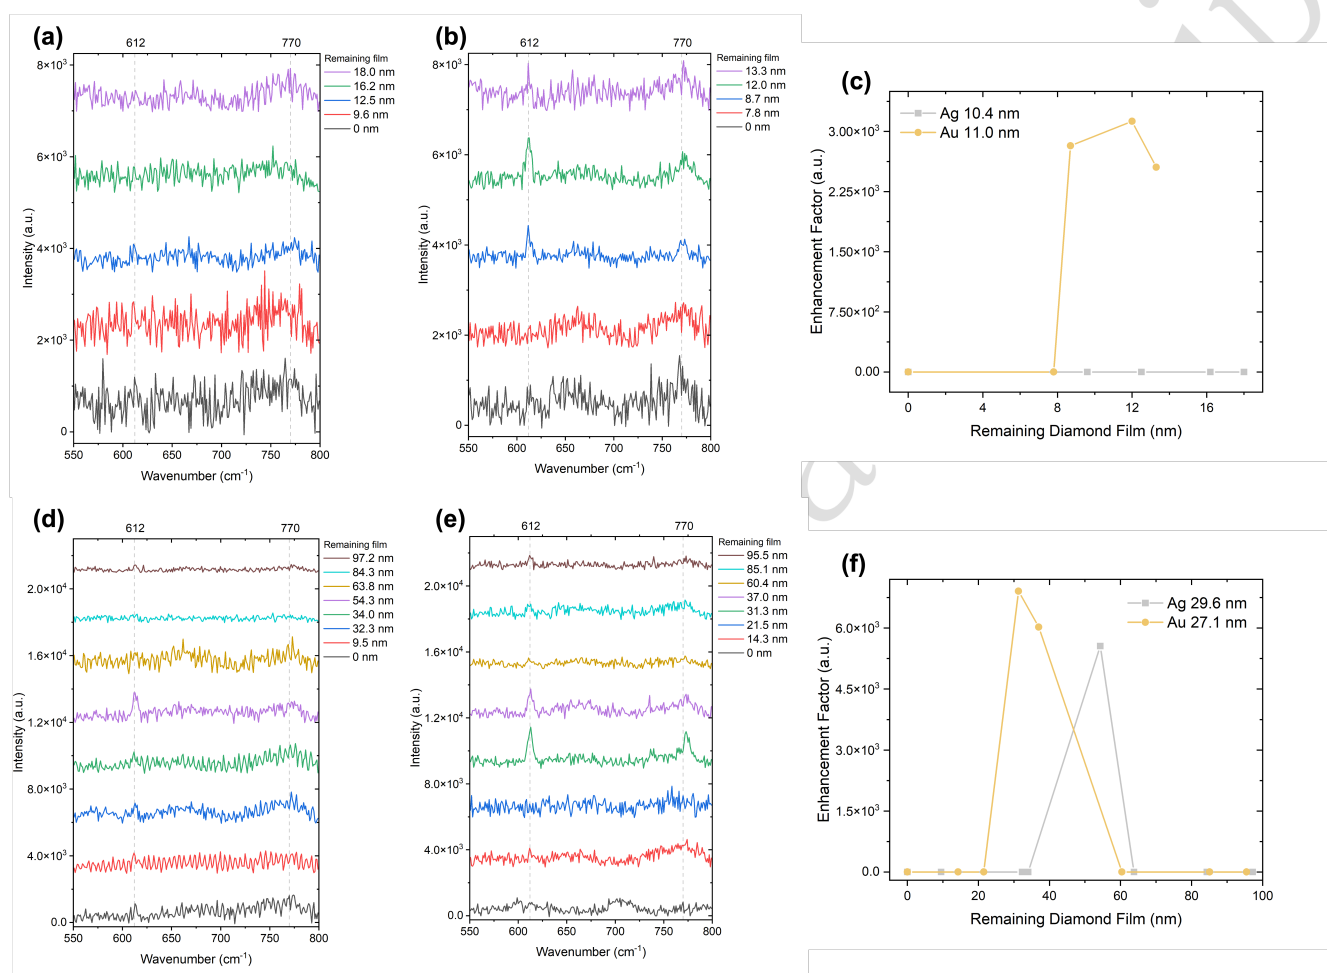 (a)
612 770
Remaining film
18.0 nm
16.2 nm
12.5 nm
9.6 nm
0 nm
8×10³
6×10³
4×10³
2×10³
0
Intensity (a.u.)
550 600 650 700 750 800
Wavenumber (cm⁻¹)
(b)
612 770
Remaining film
13.3 nm
12.0 nm
8.7 nm
7.8 nm
0 nm
8×10³
6×10³
4×10³
2×10³
0
Intensity (a.u.)
550 600 650 700 750 800
Wavenumber (cm⁻¹)
(c)
Ag 10.4 nm
Au 11.0 nm
3.00×10³
2.25×10³
1.50×10³
7.50×10²
0.00
Enhancement Factor (a.u.)
0 4 8 12 16
Remaining Diamond Film (nm)
(d)
612 770
Remaining film
97.2 nm
84.3 nm
63.8 nm
54.3 nm
34.0 nm
32.3 nm
9.5 nm
0 nm
2.0×10⁴
1.6×10⁴
1.2×10⁴
8.0×10³
4.0×10³
0.0
Intensity (a.u.)
550 600 650 700 750 800
Wavenumber (cm⁻¹)
(e)
612 770
Remaining film
95.5 nm
85.1 nm
60.4 nm
37.0 nm
31.3 nm
21.5 nm
14.3 nm
0 nm
2.0×10⁴
1.6×10⁴
1.2×10⁴
8.0×10³
4.0×10³
0.0
Intensity (a.u.)
550 600 650 700 750 800
Wavenumber (cm⁻¹)
(f)
Ag 29.6 nm
Au 27.1 nm
6.0×10³
4.5×10³
3.0×10³
1.5×10³
0.0
Enhancement Factor (a.u.)
0 20 40 60 80 100
Remaining Diamond Film (nm)